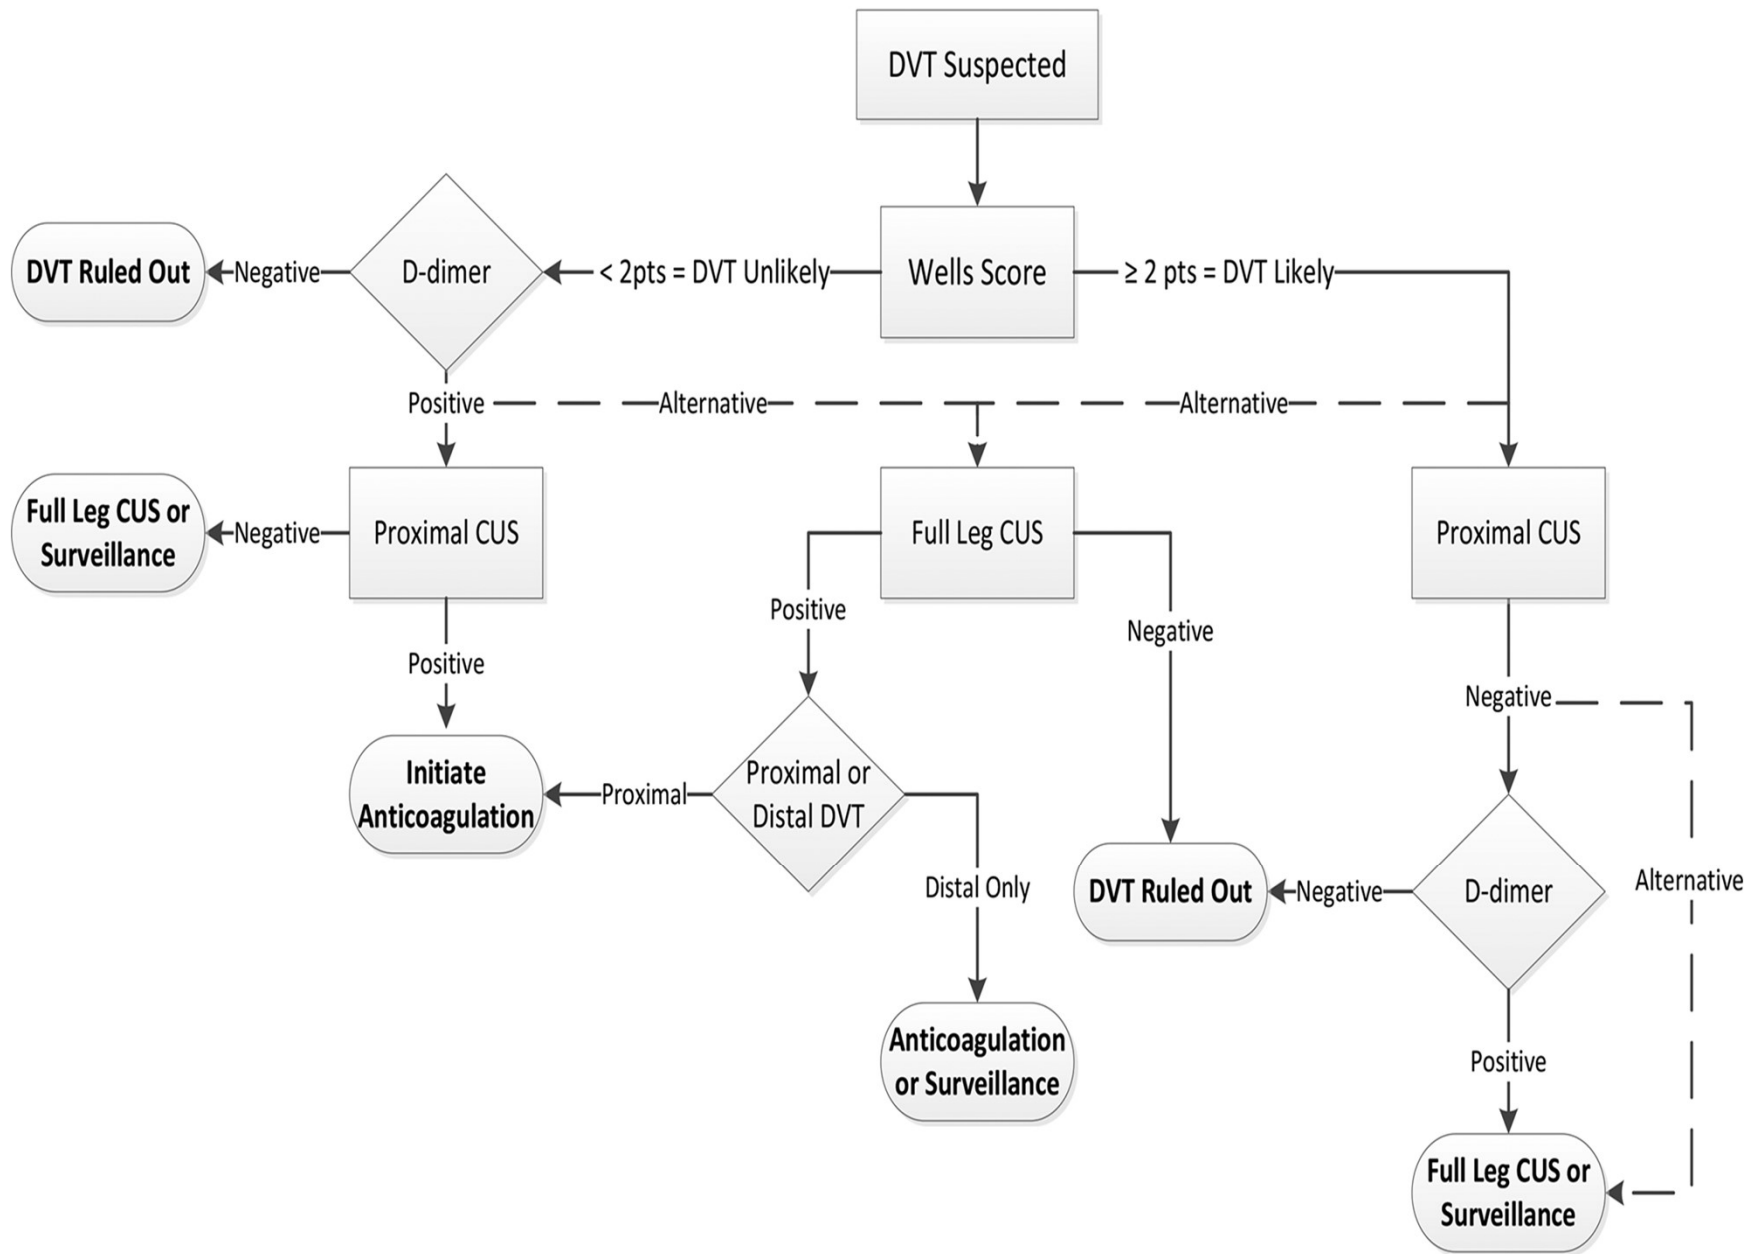 DVT Suspected
DVT Ruled Out
Negative
D-dimer
< 2pts = DVT Unlikely
Wells Score
≥ 2 pts = DVT Likely
Positive
Alternative
Alternative
Full Leg CUS or
Surveillance
Negative
Proximal CUS
Full Leg CUS
Proximal CUS
Positive
Negative
Positive
Negative
Initiate
Anticoagulation
Proximal
Proximal or
Distal DVT
Distal Only
DVT Ruled Out
Negative
D-dimer
Alternative
Anticoagulation
or Surveillance
Positive
Full Leg CUS or
Surveillance